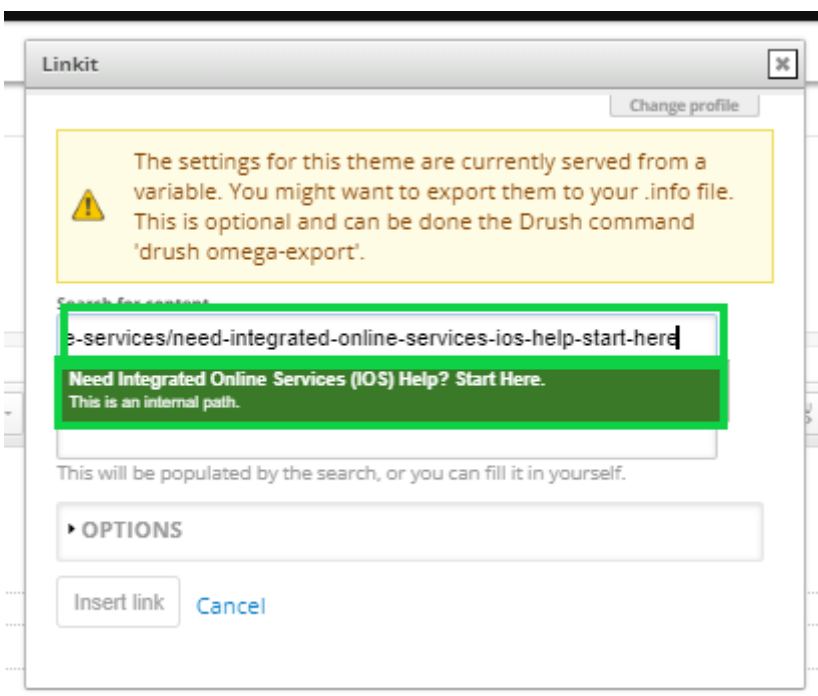 Linkit
Change profile
The settings for this theme are currently served from a
variable. You might want to export them to your .info file.
This is optional and can be done the Drush command
'drush omega-export'.
Search for content
e-services/need-integrated-online-services-ios-help-start-here
Need Integrated Online Services (IOS) Help? Start Here.
This is an internal path.
This will be populated by the search, or you can fill it in yourself.
OPTIONS
Insert link Cancel